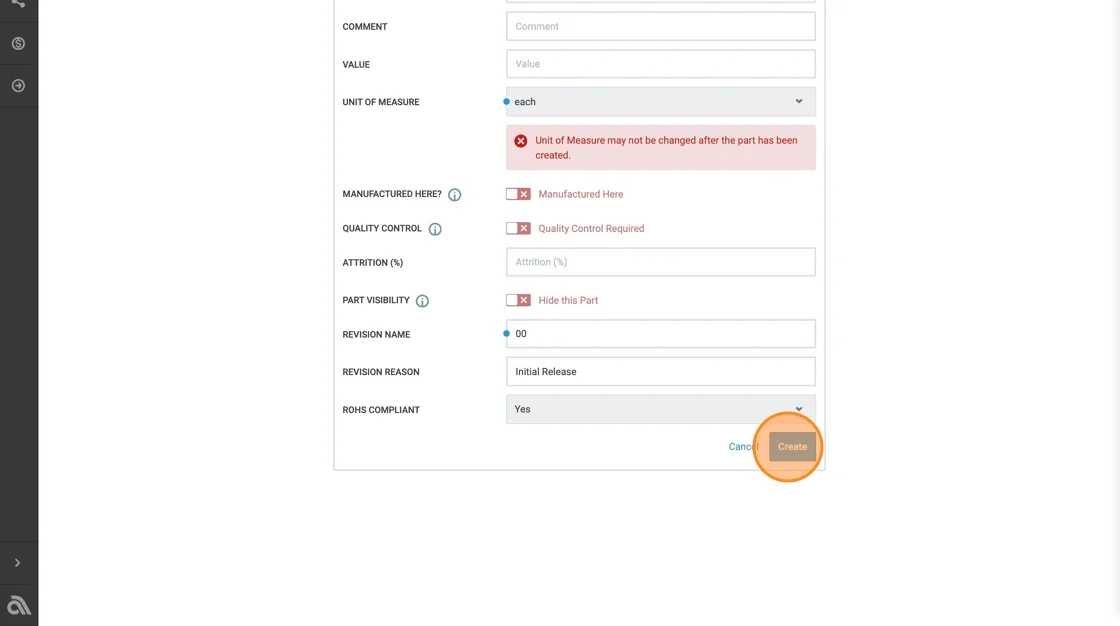 COMMENT
Comment
VALUE
Value
UNIT OF MEASURE
each
Unit of Measure may not be changed after the part has been
created.
MANUFACTURED HERE?
Manufactured Here
QUALITY CONTROL
Quality Control Required
ATTRITION (%)
Attrition (%)
PART VISIBILITY
Hide this Part
REVISION NAME
00
REVISION REASON
Initial Release
ROHS COMPLIANT
Yes
Cancel
Create